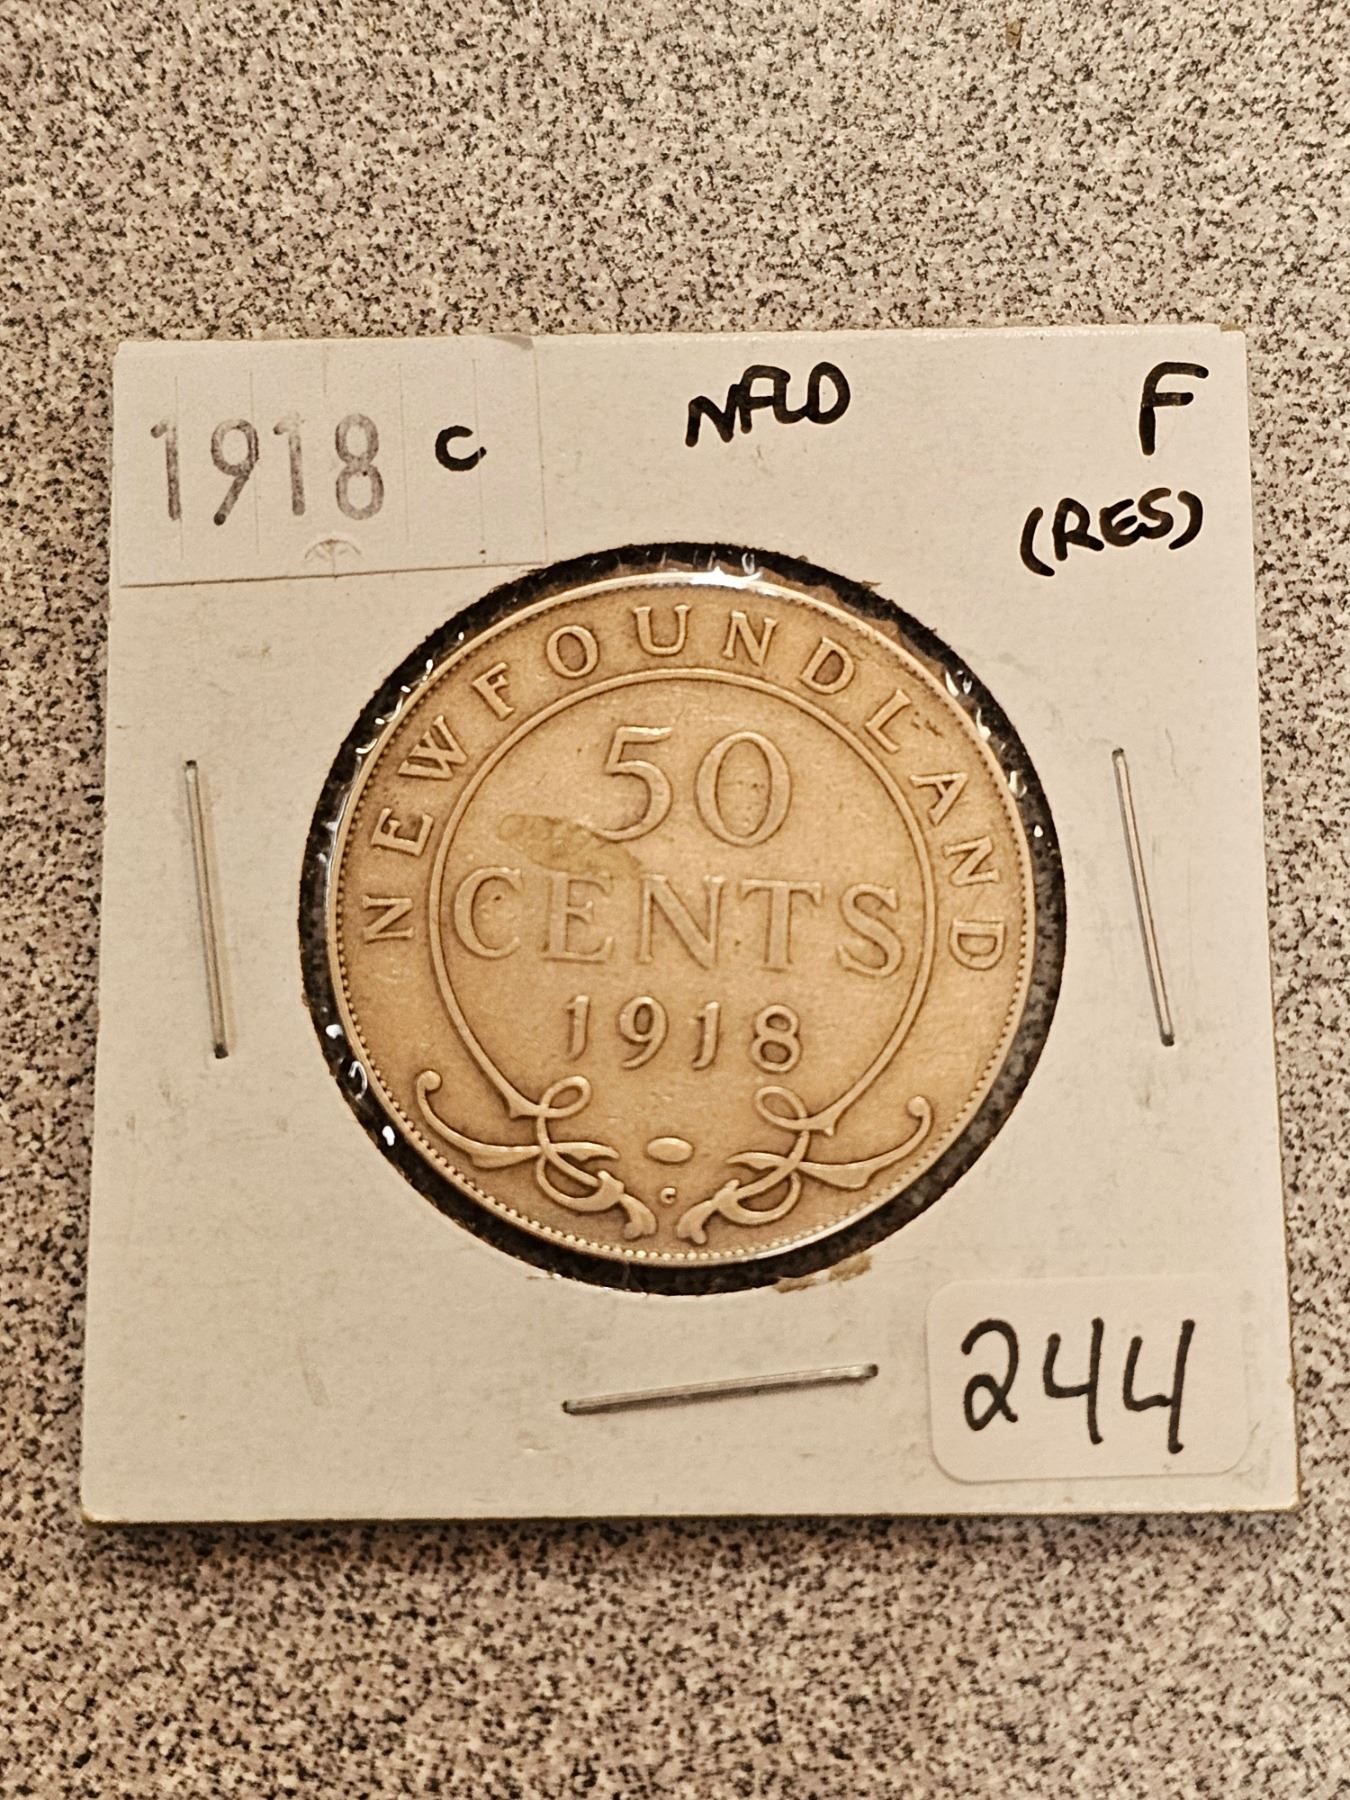 1918 C NFLD F
(RES)
NEWFOUNDLAND
50
CENTS
1918
C
244